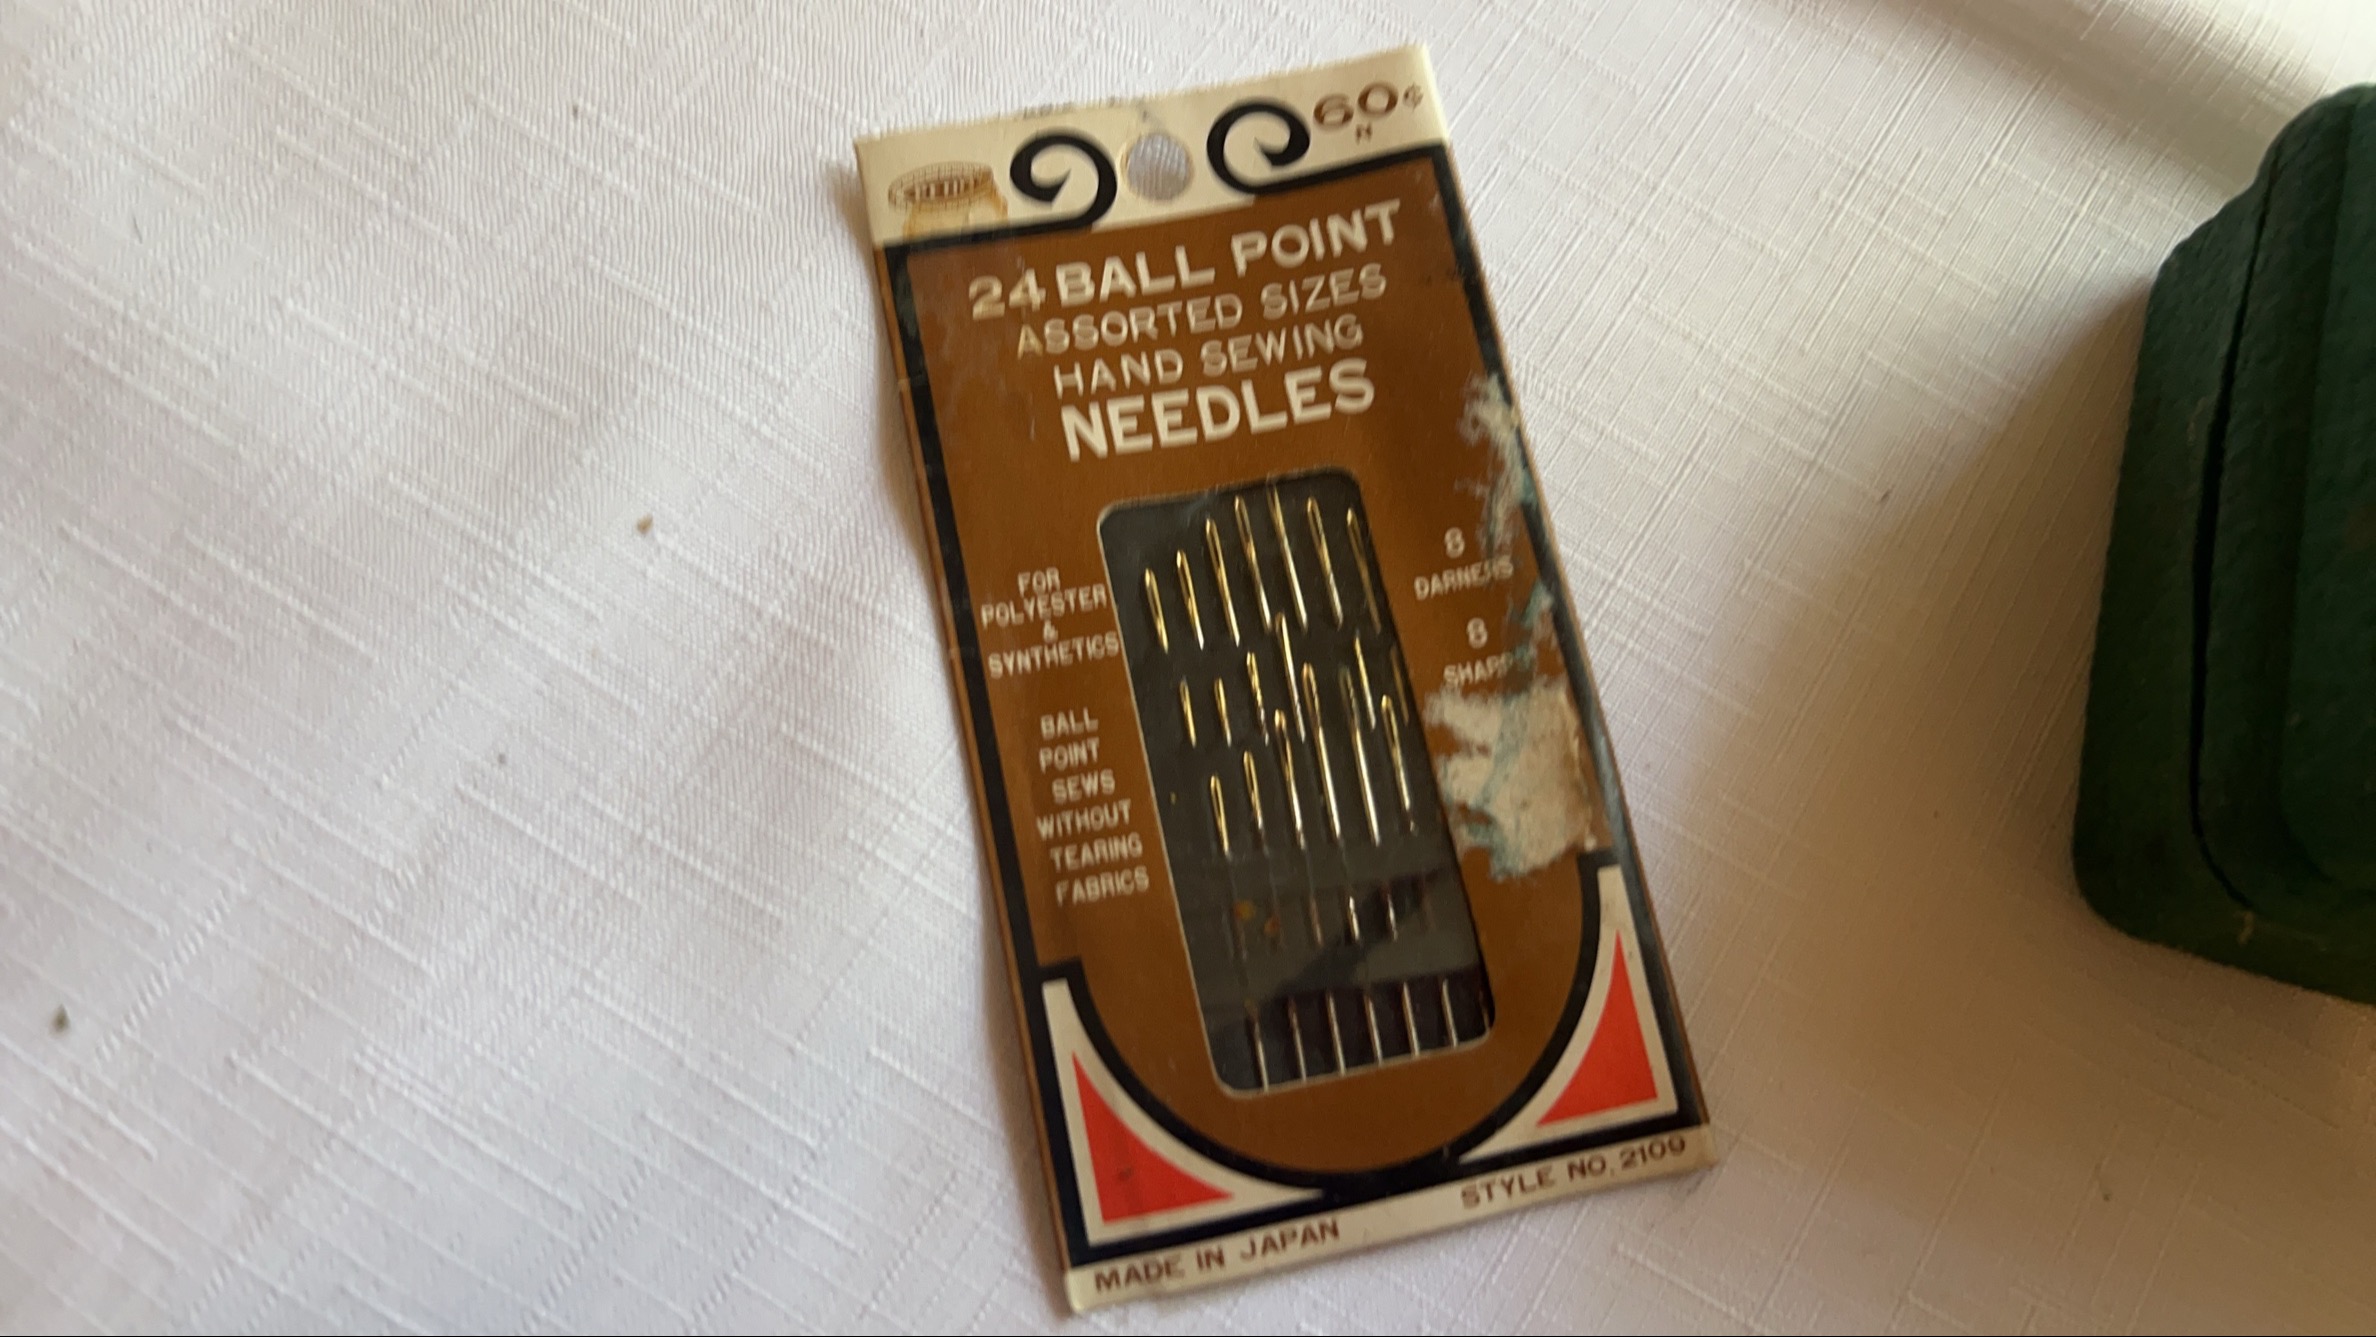 60¢
N
24 BALL POINT
ASSORTED SIZES
HAND SEWING
NEEDLES
FOR
POLYESTER
&
SYNTHETICS
BALL
POINT
SEWS
WITHOUT
TEARING
FABRICS
8
DARNERS
8
SHARP
MADE IN JAPAN
STYLE NO. 2109